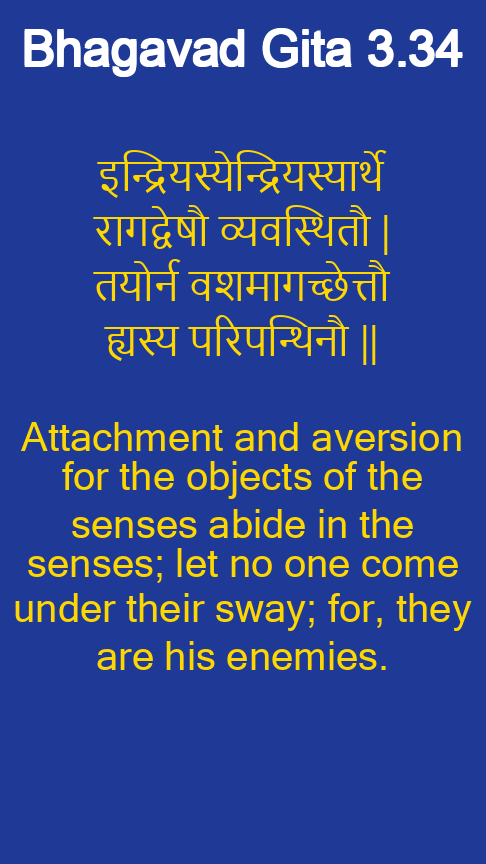 Bhagavad Gita 3.34
इन्द्रियस्येन्द्रियस्यार्थे
रागद्वेषौ व्यवस्थितौ |
तयोर्न वशमागच्छेत्तौ
ह्यस्य परिपन्थिनौ ||
Attachment and aversion
for the objects of the
senses abide in the
senses; let no one come
under their sway; for, they
are his enemies.